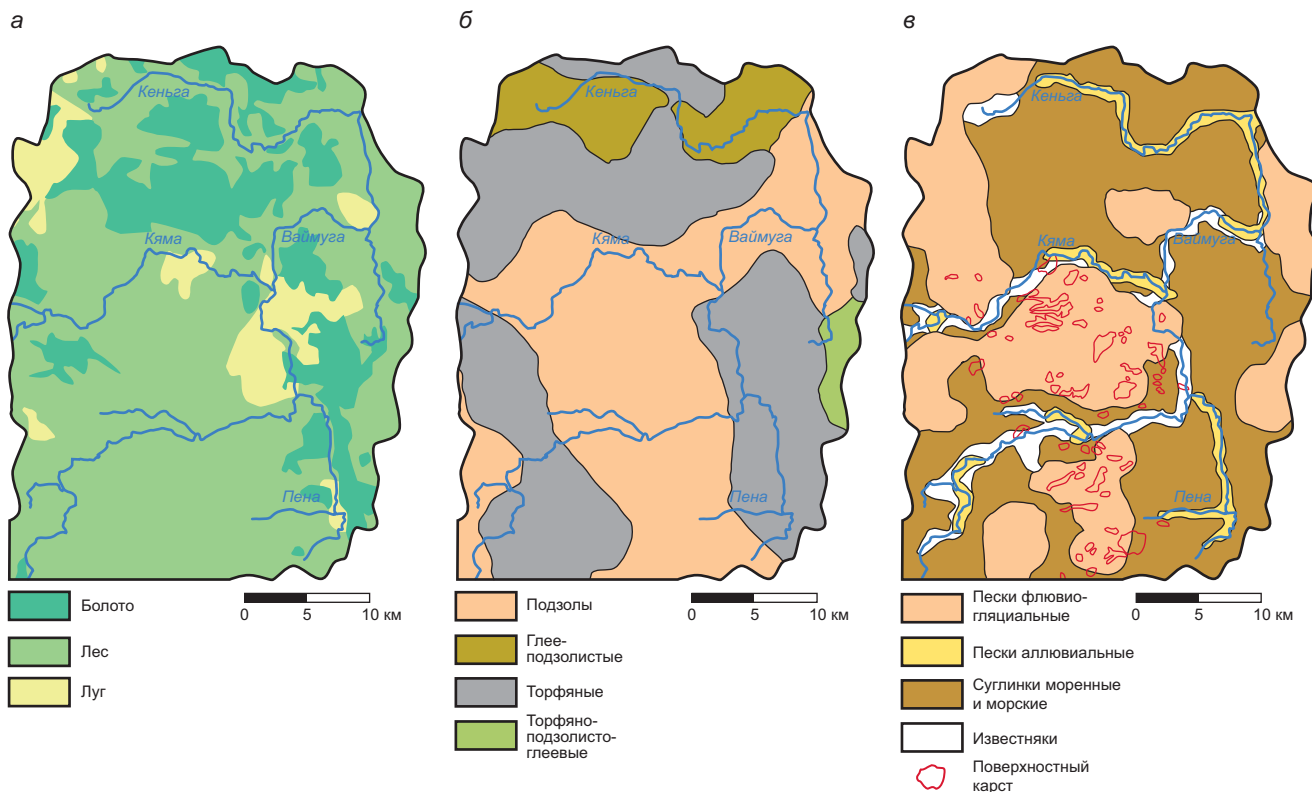 а
Кеньга
Кяма
Ваймуга
Пена
Болото
Лес
Луг
0 5 10 км
б
Кеньга
Кяма
Ваймуга
Пена
Подзолы
Глее-
подзолистые
Торфяные
Торфяно-
подзолисто-
глеевые
0 5 10 км
в
Кеньга
Кяма
Ваймуга
Пена
Пески флювио-
гляциальные
Пески аллювиальные
Суглинки моренные
и морские
Известняки
Поверхностный
карст
0 5 10 км